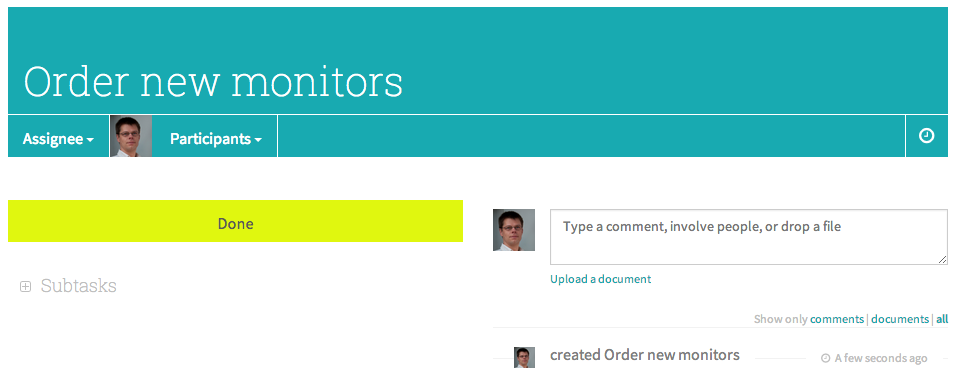 Order new monitors
Assignee
Participants
Done
Subtasks
Type a comment, involve people, or drop a file
Upload a document
Show only comments | documents | all
created Order new monitors
A few seconds ago